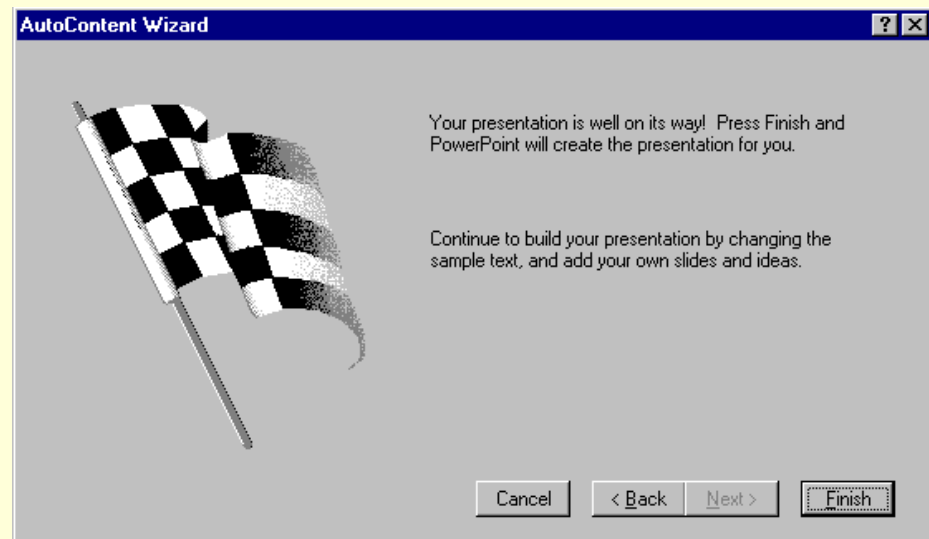 AutoContent Wizard
Your presentation is well on its way! Press Finish and
PowerPoint will create the presentation for you.
Continue to build your presentation by changing the
sample text, and add your own slides and ideas.
Cancel < Back Next > Finish